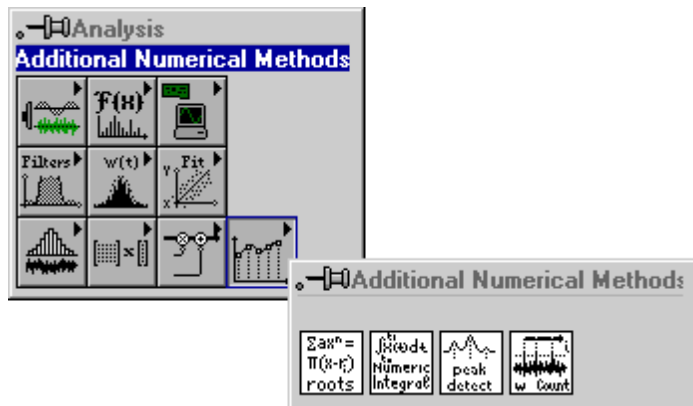 Analysis
Additional Numerical Methods
F(x)
Filters
w(t)
Fit
Y
X
Additional Numerical Methods
Σaxⁿ=
π(x-rᵢ)
roots
Numeric
Integral
peak
detect
w Count